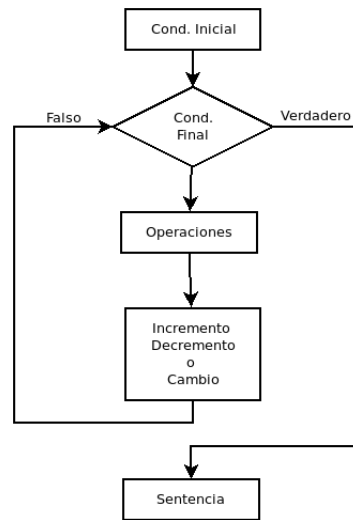 Cond. Inicial
Falso
Cond.
Final
Verdadero
Operaciones
Incremento
Decremento
o
Cambio
Sentencia